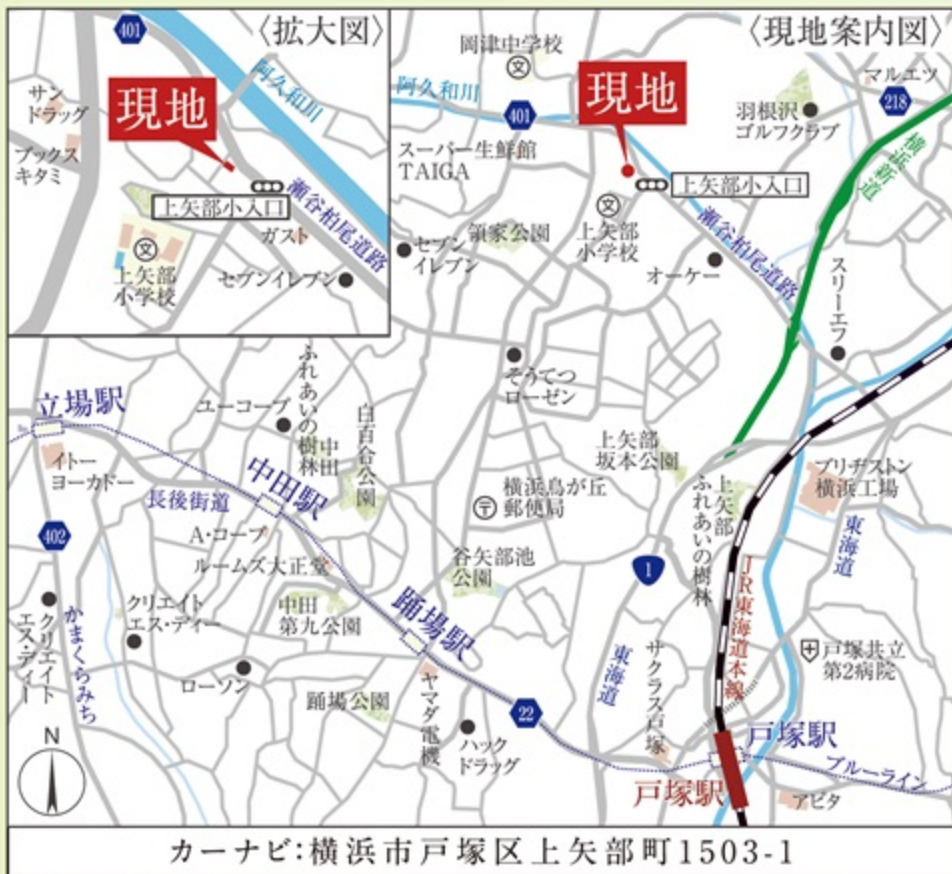 〈拡大図〉
401
阿久和川
サン
ドラッグ
現地
ブックス
キタミ
上矢部小入口
瀬谷柏尾道路
文
ガスト
上矢部
小学校
セブンイレブン
〈現地案内図〉
岡津中学校
文
マルエツ
218
阿久和川
401
現地
羽根沢
ゴルフクラブ
横浜新道
スーパー生鮮館
TAIGA
上矢部小入口
文
上矢部
小学校
瀬谷柏尾道路
領家公園
セブン
イレブン
オーケー
スリーエフ
そうてつ
ローゼン
立場駅
ユーコープ
中田
ふれあいの樹林
白百合公園
上矢部
坂本公園
イトー
ヨーカドー
中田駅
長後街道
横浜鳥が丘
郵便局
上矢部
ふれあいの樹林
ブリヂストン
横浜工場
402
A・コープ
ルームズ大正堂
谷矢部池
公園
1
東海道
JR東海道本線
クリエイト
エス・ディー
かまくらみち
クリエイト
エス・ディー
中田
第九公園
踊場駅
東海道
戸塚共立
第2病院
ローソン
サクラス戸塚
踊場公園
ヤマダ電機
22
ハック
ドラッグ
戸塚駅
N
戸塚駅
ブルーライン
アピタ
カーナビ:横浜市戸塚区上矢部町1503-1